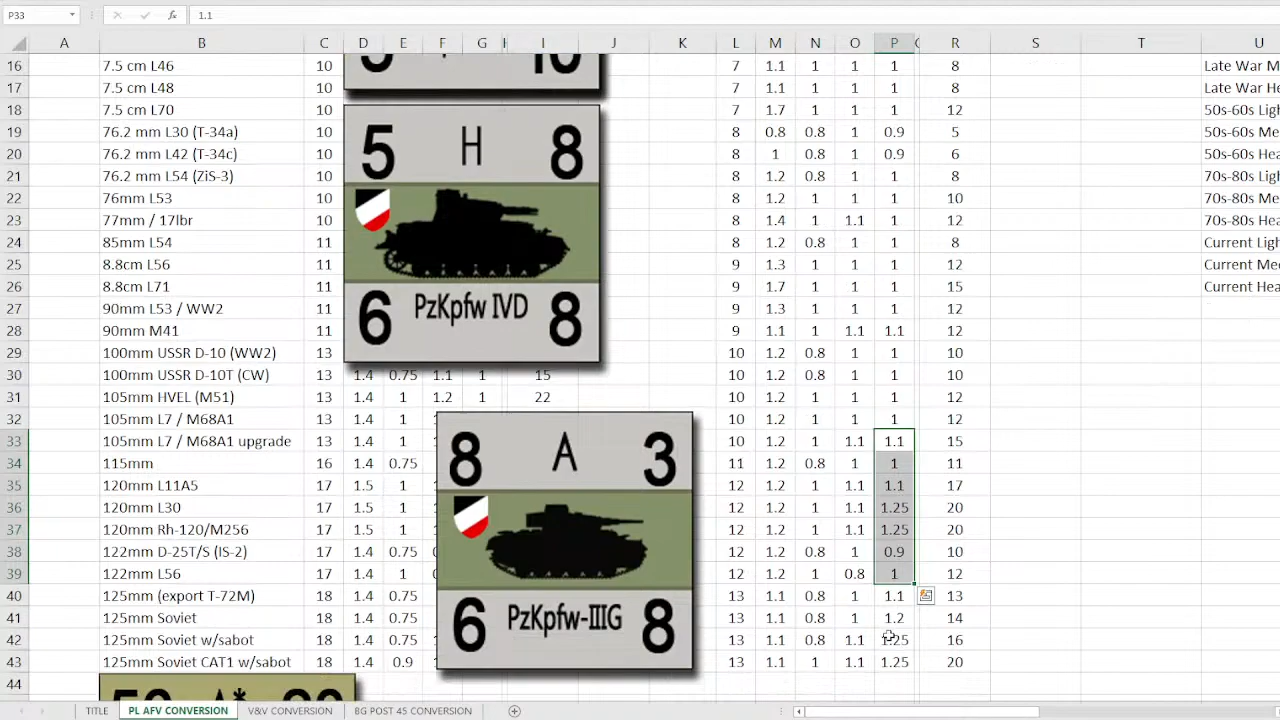 P33 fx 1.1
A B C D E F G H I J K L M N O P R S T U
16 7.5 cm L46 10 7 1.1 1 1 1 8 Late War M
17 7.5 cm L48 10 7 1.1 1 1 1 8 Late War He
18 7.5 cm L70 10 7 1.7 1 1 1 12 50s-60s Ligh
19 76.2 mm L30 (T-34a) 10 8 0.8 0.8 1 0.9 5 50s-60s Me
20 76.2 mm L42 (T-34c) 10 8 1 0.8 1 0.9 6 50s-60s Hea
21 76.2 mm L54 (ZiS-3) 10 8 1.2 0.8 1 1 8 70s-80s Ligh
22 76mm L53 10 8 1.2 1 1 1 10 70s-80s Me
23 77mm / 17lbr 10 8 1.4 1 1.1 1 12 70s-80s Hea
24 85mm L54 11 8 1.2 0.8 1 1 8 Current Ligh
25 8.8cm L56 11 9 1.3 1 1 1 12 Current Med
26 8.8cm L71 11 9 1.7 1 1 1 15 Current Hea
27 90mm L53 / WW2 11 9 1.3 1 1 1 12
28 90mm M41 11 9 1.1 1 1.1 1.1 12
29 100mm USSR D-10 (WW2) 13 10 1.2 0.8 1 1 10
30 100mm USSR D-10T (CW) 13 1.4 0.75 1.1 1 15 10 1.2 0.8 1 1 10
31 105mm HVEL (M51) 13 1.4 1 1.2 1 22 10 1.2 1 1 1 12
32 105mm L7 / M68A1 13 1.4 1 10 1.2 1 1 1 12
33 105mm L7 / M68A1 upgrade 13 1.4 1 10 1.2 1 1.1 1.1 15
34 115mm 16 1.4 0.75 11 1.2 0.8 1 1 11
35 120mm L11A5 17 1.5 1 12 1.2 1 1.1 1.1 17
36 120mm L30 17 1.5 1 12 1.2 1 1.1 1.25 20
37 120mm Rh-120/M256 17 1.5 1 12 1.2 1 1.1 1.25 20
38 122mm D-25T/S (IS-2) 17 1.4 0.75 12 1.2 0.8 1 0.9 10
39 122mm L56 17 1.4 1 12 1.2 1 0.8 1 12
40 125mm (export T-72M) 18 1.4 0.75 13 1.1 0.8 1 1.1 13
41 125mm Soviet 18 1.4 0.75 13 1.1 0.8 1 1.2 14
42 125mm Soviet w/sabot 18 1.4 0.75 13 1.1 0.8 1.1 1.25 16
43 125mm Soviet CAT1 w/sabot 18 1.4 0.9 13 1.1 1 1.1 1.25 20
44
5 H 8
6 PzKpfw IVD 8
8 A 3
6 PzKpfw-IIIG 8
TITLE PL AFV CONVERSION V&V CONVERSION BG POST 45 CONVERSION